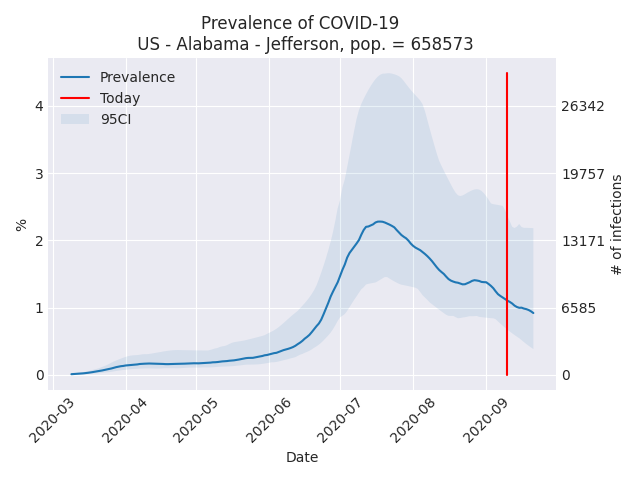 Prevalence of COVID-19
US - Alabama - Jefferson, pop. = 658573
Prevalence
Today
95CI
%
4
3
2
1
0
26342
19757
13171
6585
0
# of infections
2020-03
2020-04
2020-05
2020-06
2020-07
2020-08
2020-09
Date